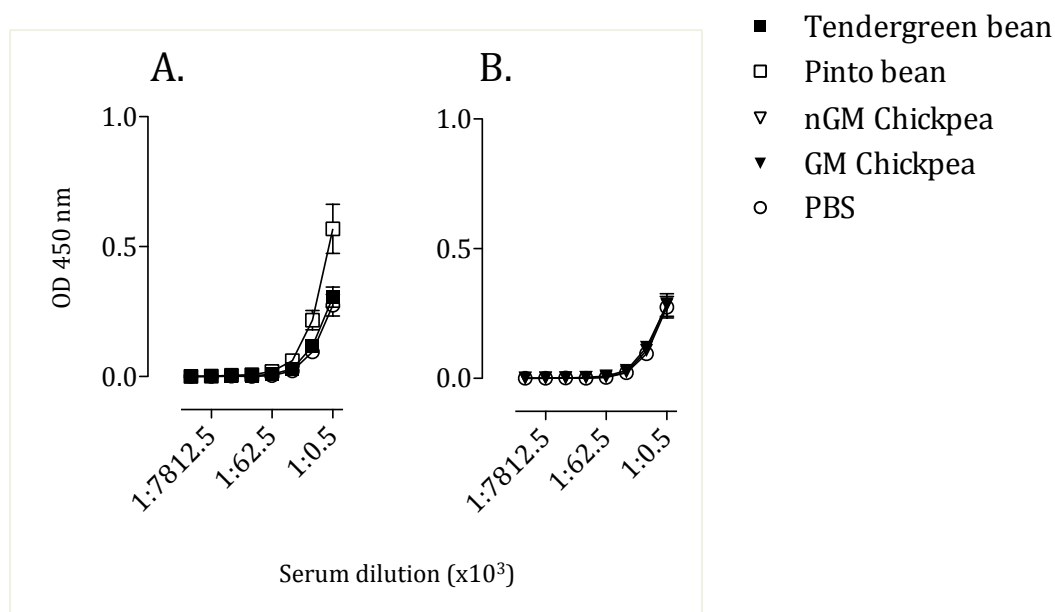 Tendergreen bean
Pinto bean
nGM Chickpea
GM Chickpea
PBS
A.
B.
1.0
0.5
0.0
OD 450 nm
1:7812.5
1:62.5
1:0.5
1.0
0.5
0.0
1:7812.5
1:62.5
1:0.5
Serum dilution (x10³)